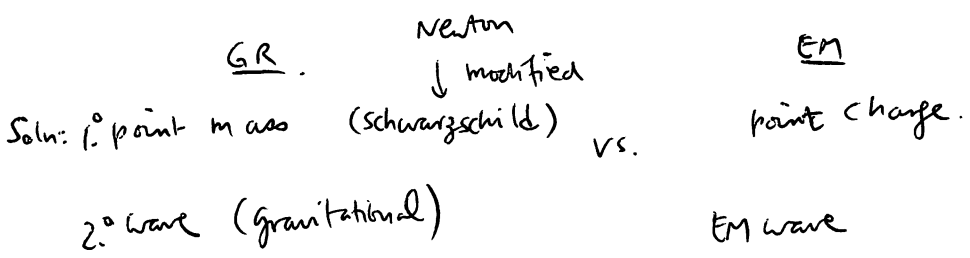 Newton
GR. EM
↓ modified
Soln: 1.° point mass (Schwarzschild) vs. point charge.
2.° wave (gravitational) EM wave